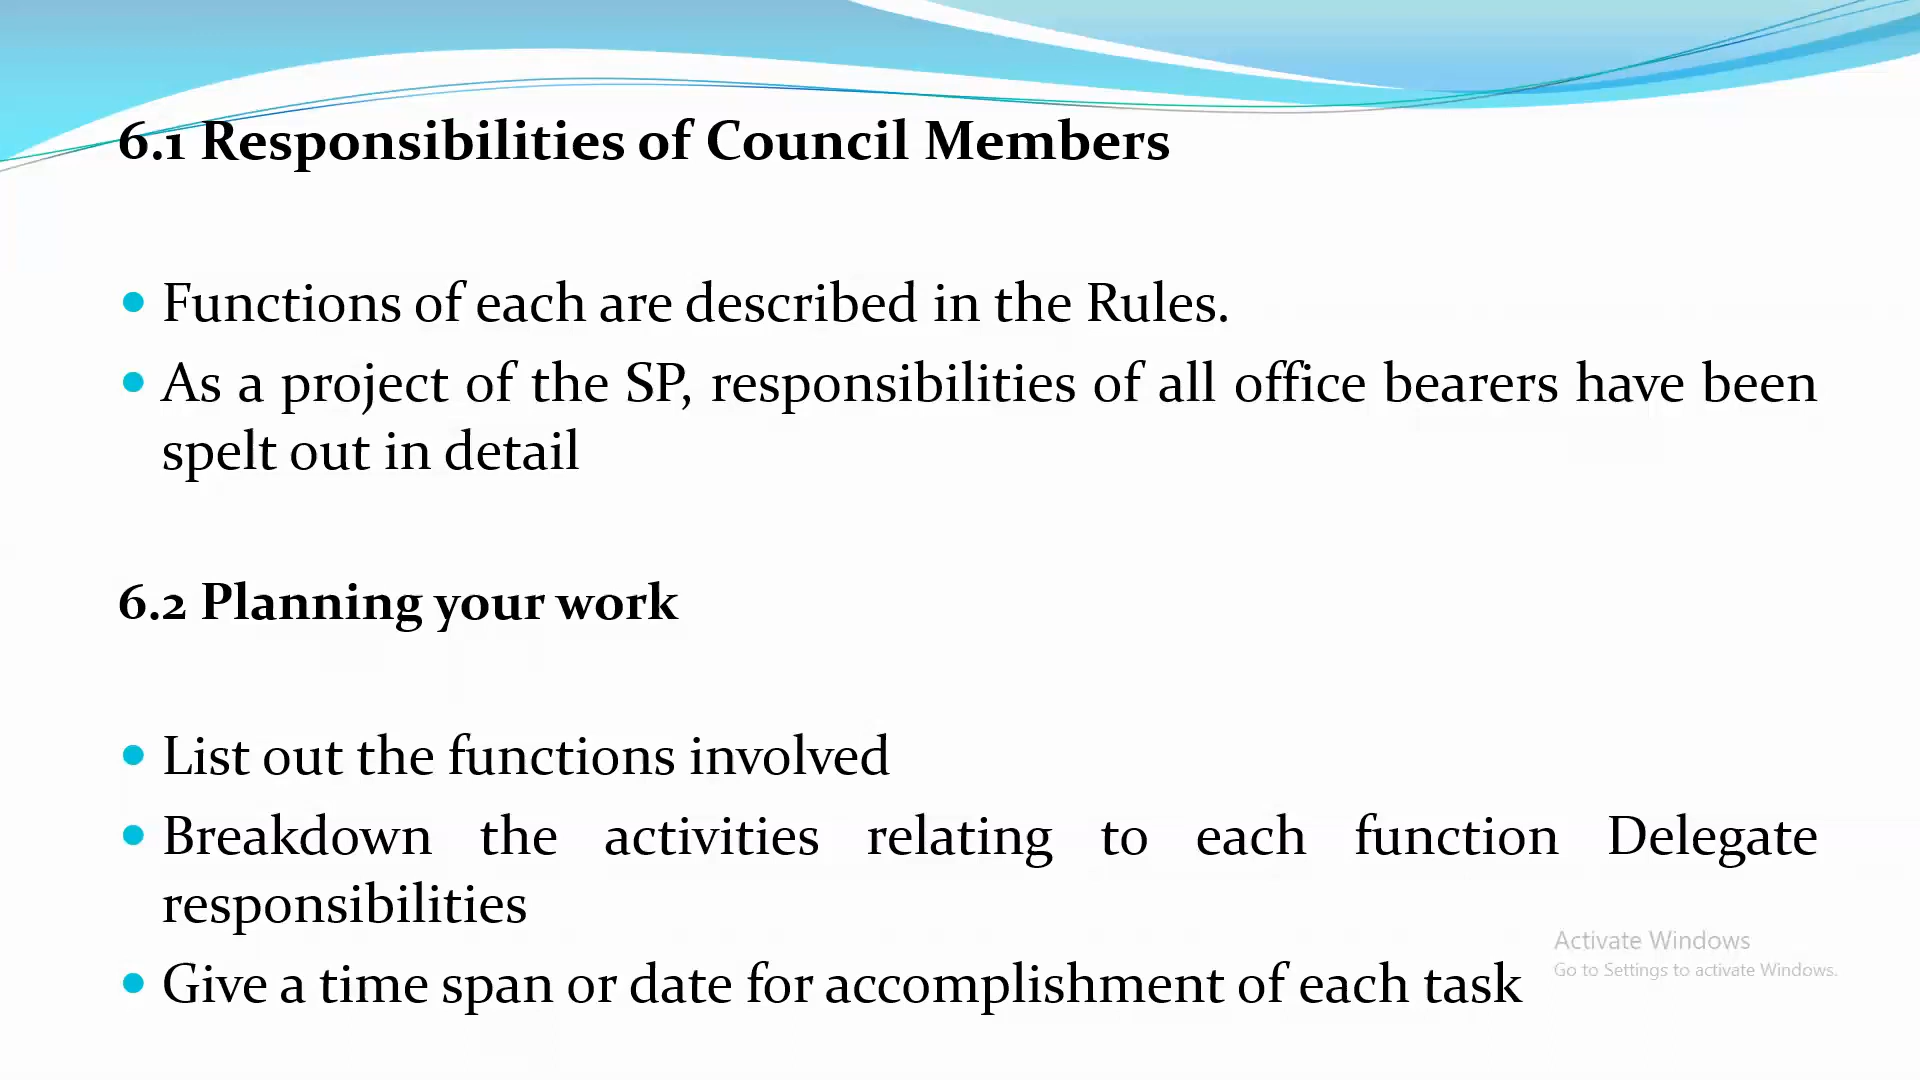 6.1 Responsibilities of Council Members
• Functions of each are described in the Rules.
• As a project of the SP, responsibilities of all office bearers have been
spelt out in detail
6.2 Planning your work
• List out the functions involved
• Breakdown the activities relating to each function Delegate
responsibilities
• Give a time span or date for accomplishment of each task
Activate Windows
Go to Settings to activate Windows.